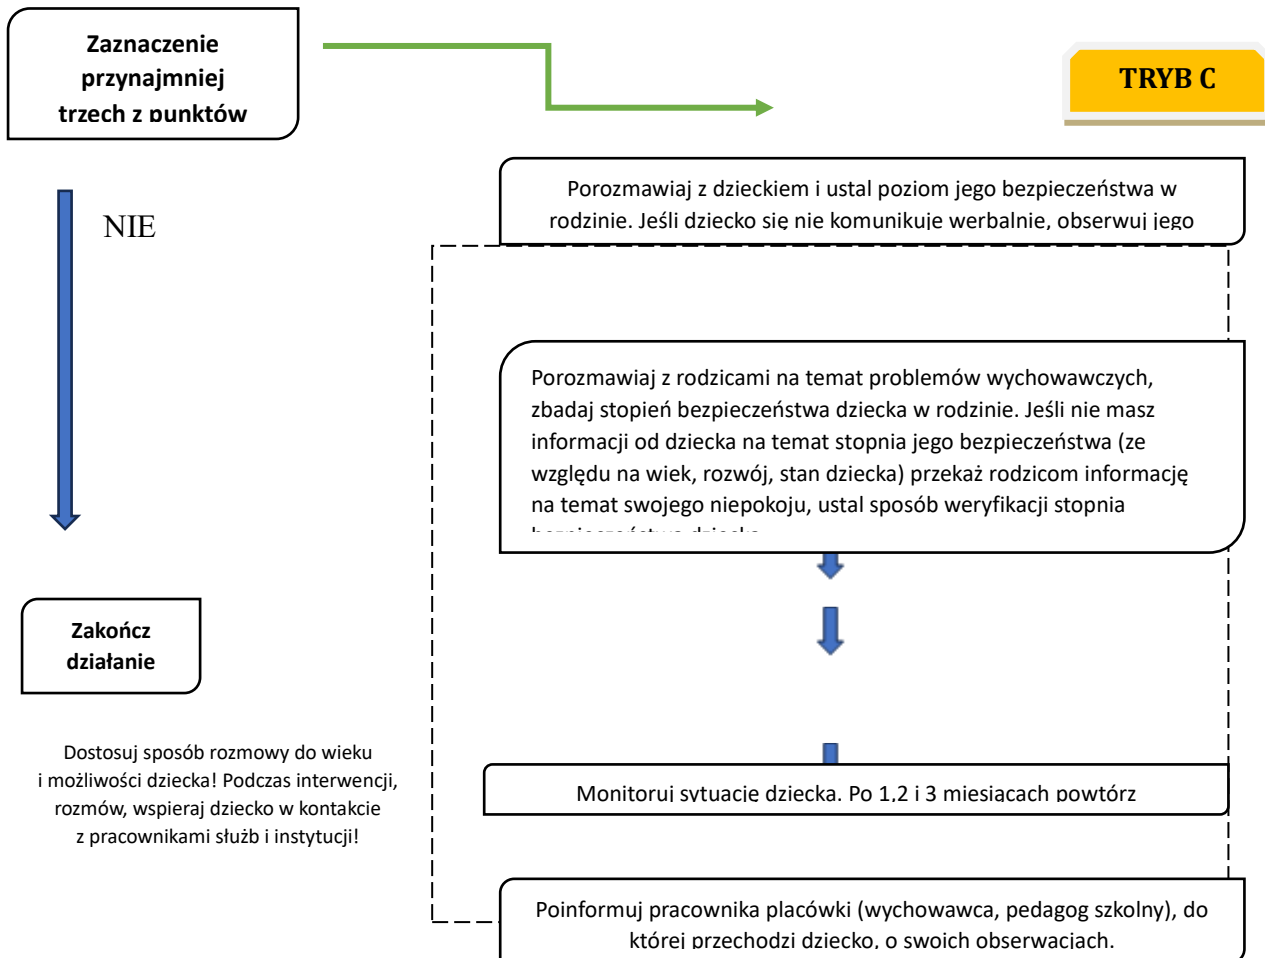 Zaznaczenie
przynajmniej
trzech z punktów
TRYB C
NIE
Porozmawiaj z dzieckiem i ustal poziom jego bezpieczeństwa w
rodzinie. Jeśli dziecko się nie komunikuje werbalnie, obserwuj jego
Porozmawiaj z rodzicami na temat problemów wychowawczych,
zbadaj stopień bezpieczeństwa dziecka w rodzinie. Jeśli nie masz
informacji od dziecka na temat stopnia jego bezpieczeństwa (ze
względu na wiek, rozwój, stan dziecka) przekaż rodzicom informację
na temat swojego niepokoju, ustal sposób weryfikacji stopnia
bezpieczeństwa dziecka
Zakończ
działanie
Dostosuj sposób rozmowy do wieku
i możliwości dziecka! Podczas interwencji,
rozmów, wspieraj dziecko w kontakcie
z pracownikami służb i instytucji!
Monitoruj sytuację dziecka. Po 1,2 i 3 miesiącach powtórz
Poinformuj pracownika placówki (wychowawca, pedagog szkolny), do
której przechodzi dziecko, o swoich obserwacjach.